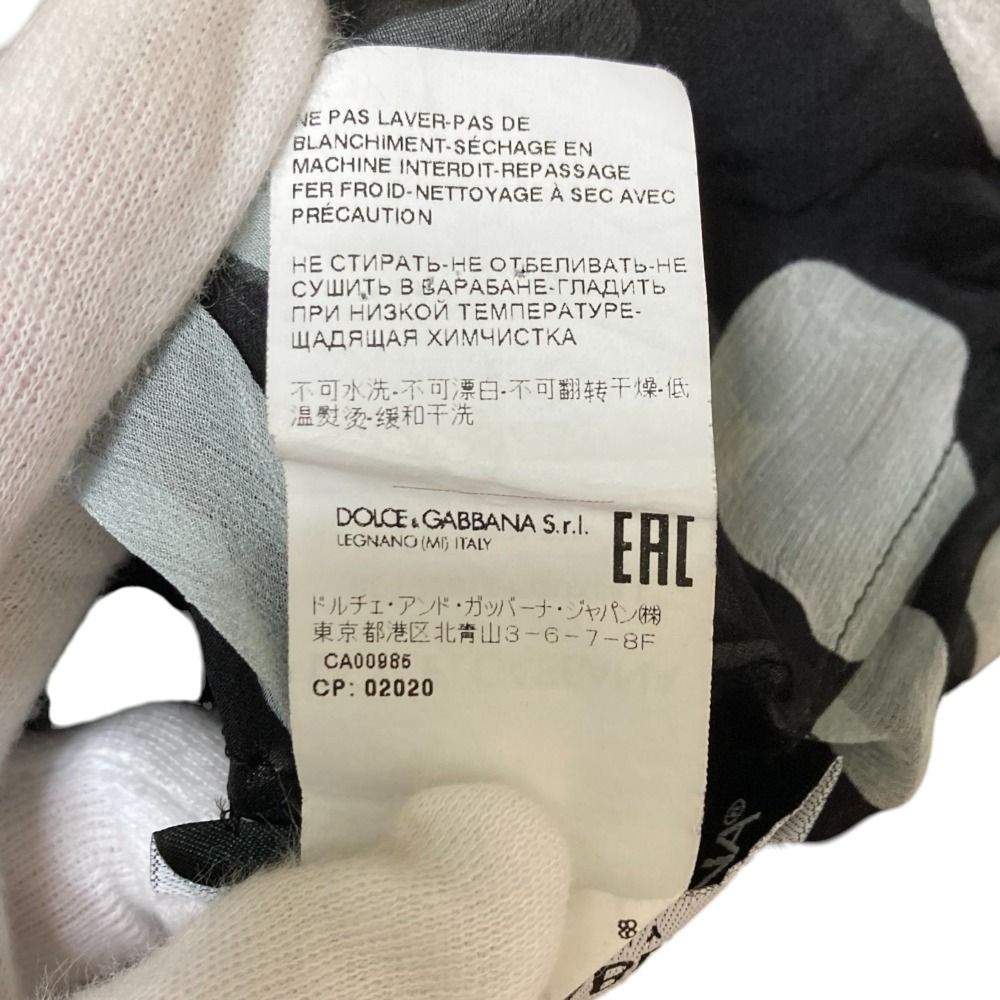 NE PAS LAVER-PAS DE
BLANCHIMENT-SÉCHAGE EN
MACHINE INTERDIT-REPASSAGE
FER FROID-NETTOYAGE À SEC AVEC
PRÉCAUTION
НЕ СТИРАТЬ-НЕ ОТБЕЛИВАТЬ-НЕ
СУШИТЬ В БАРАБАНЕ-ГЛАДИТЬ
ПРИ НИЗКОЙ ТЕМПЕРАТУРЕ-
ЩАДЯЩАЯ ХИМЧИСТКА
不可水洗-不可漂白-不可翻转干燥-低
温熨烫-缓和干洗
DOLCE & GABBANA S.r.l.
LEGNANO (MI) ITALY
EAC
ドルチェ・アンド・ガッバーナ・ジャパン㈱
東京都港区北青山3-6-7-8F
CA00985
CP: 02020